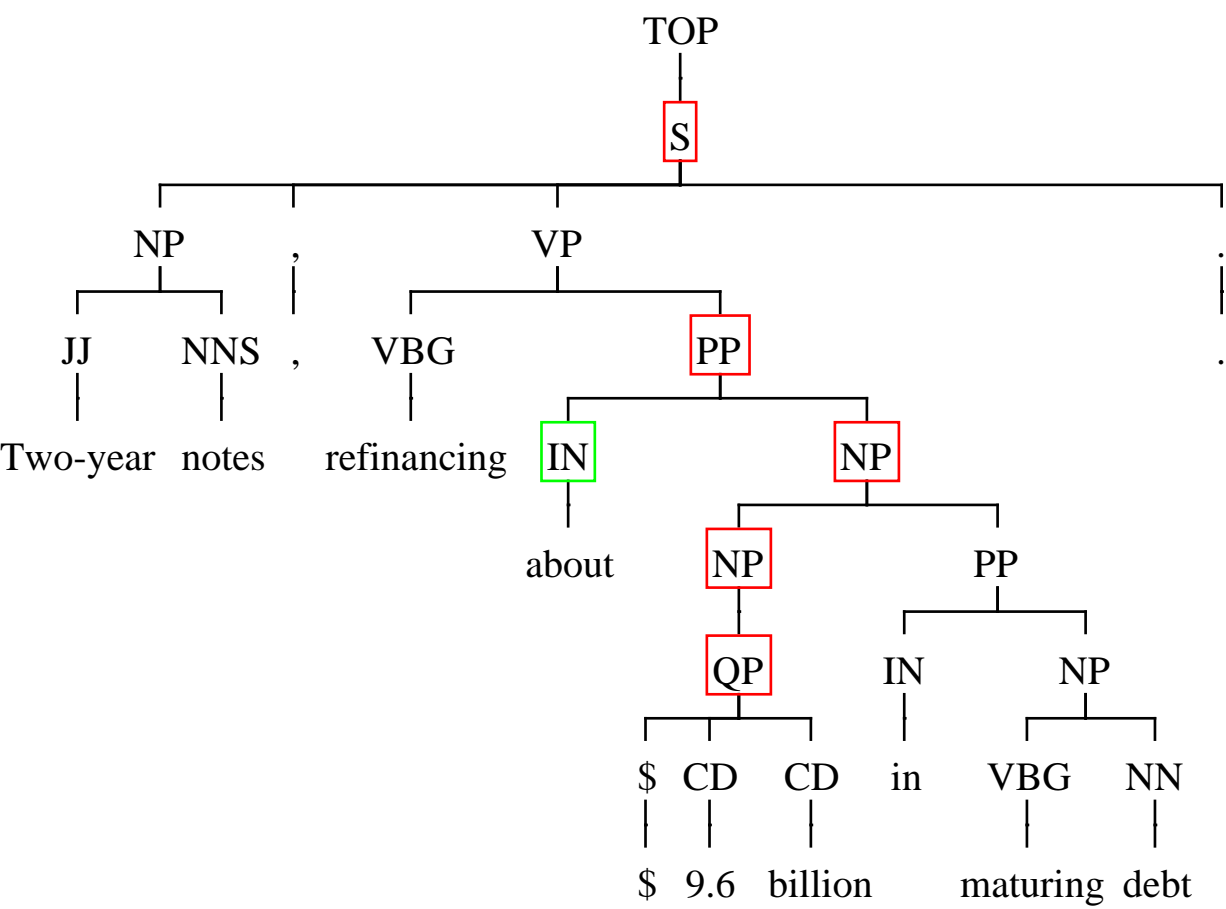 TOP
S
NP , VP .
JJ NNS , VBG PP .
Two-year notes refinancing IN NP
about NP PP
QP IN NP
$ CD CD in VBG NN
$ 9.6 billion maturing debt